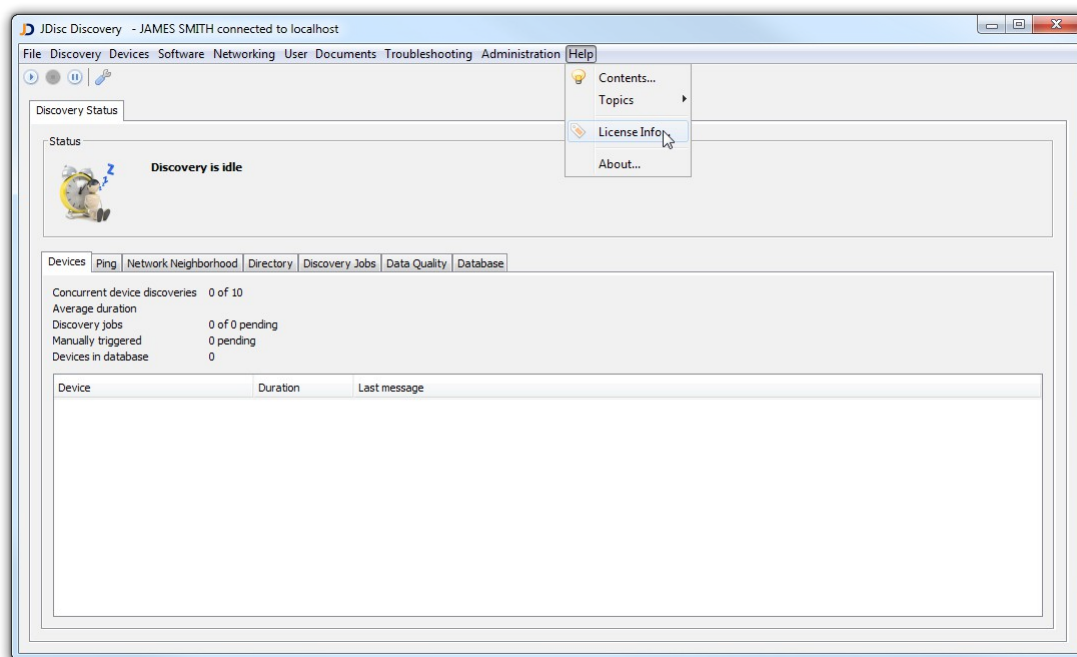 JDisc Discovery - JAMES SMITH connected to localhost
File Discovery Devices Software Networking User Documents Troubleshooting Administration Help
Contents...
Topics
License Info...
About...
Discovery Status
Status
Discovery is idle
z
z
z
Devices Ping Network Neighborhood Directory Discovery Jobs Data Quality Database
Concurrent device discoveries 0 of 10
Average duration
Discovery jobs 0 of 0 pending
Manually triggered 0 pending
Devices in database 0
Device Duration Last message